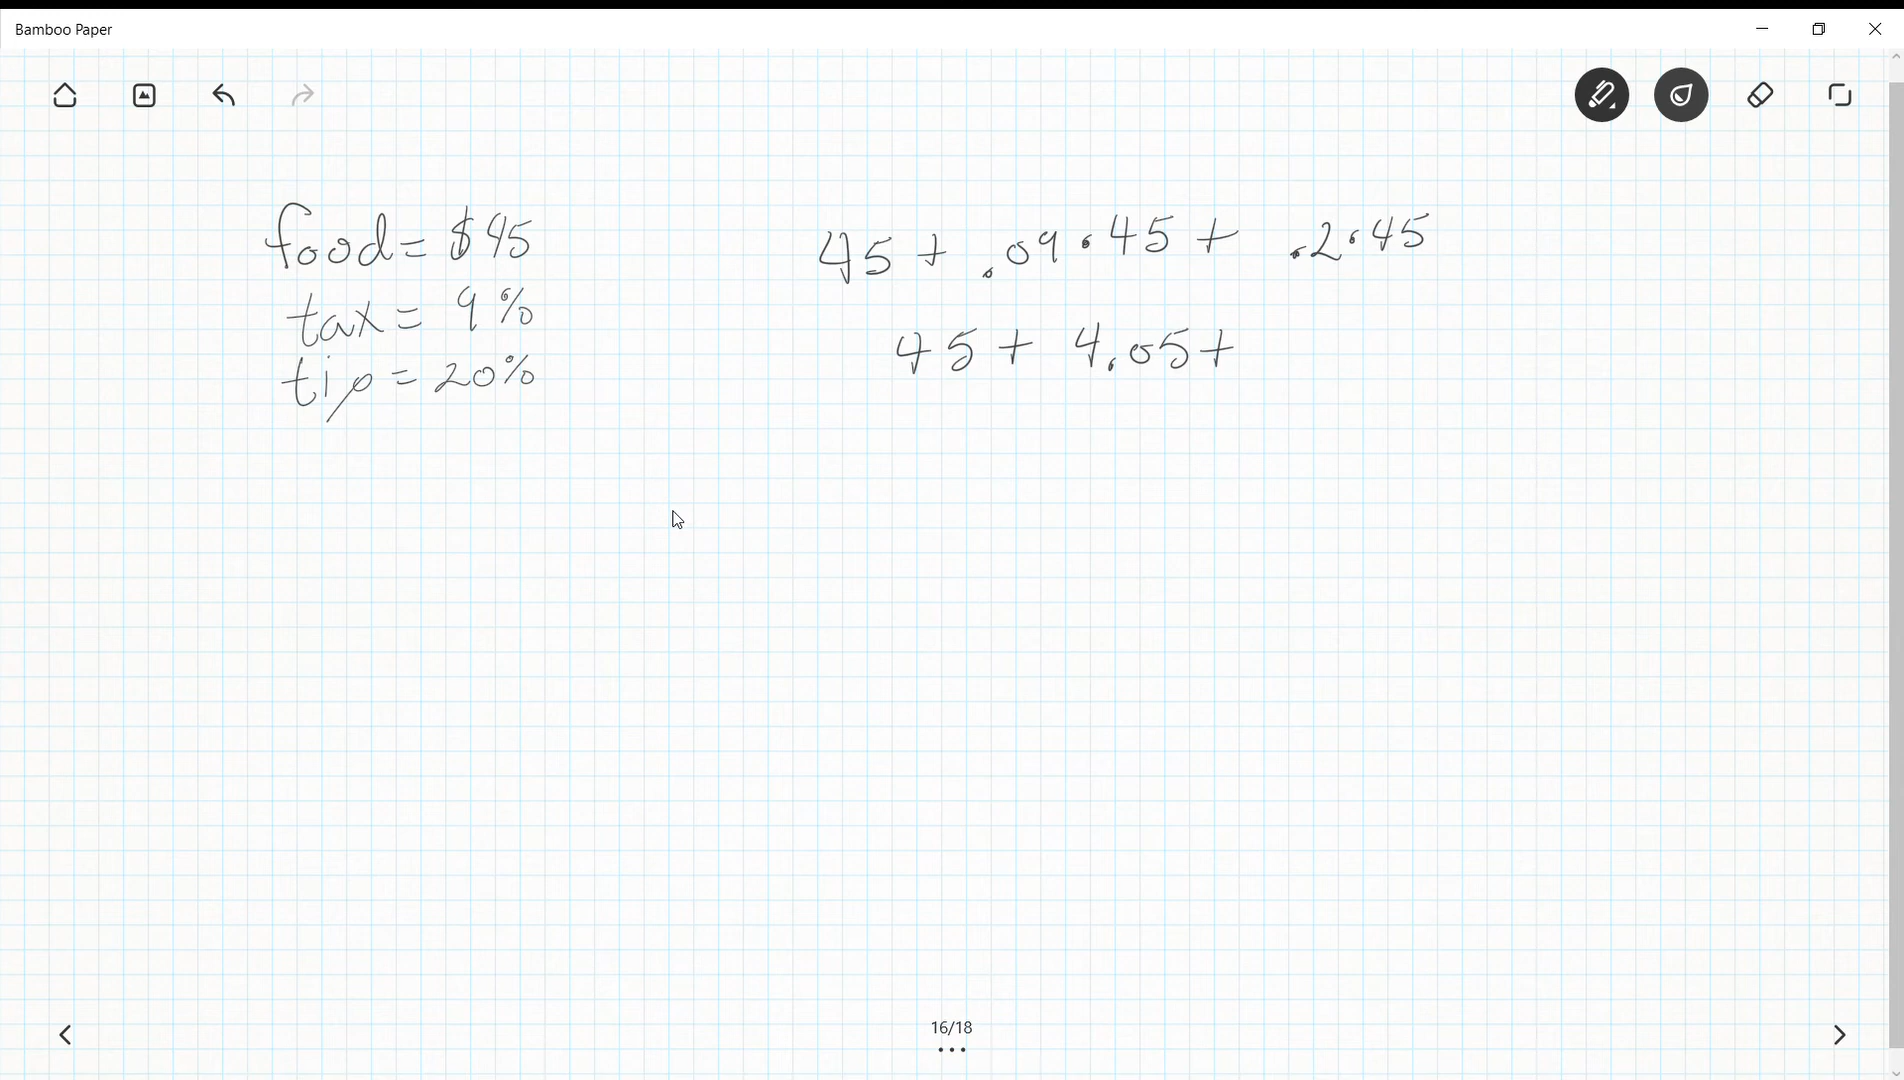 Bamboo Paper
food = $45
tax = 9%
tip = 20%
45 + .09 · 45 + .2 · 45
45 + 4.05 +
16/18